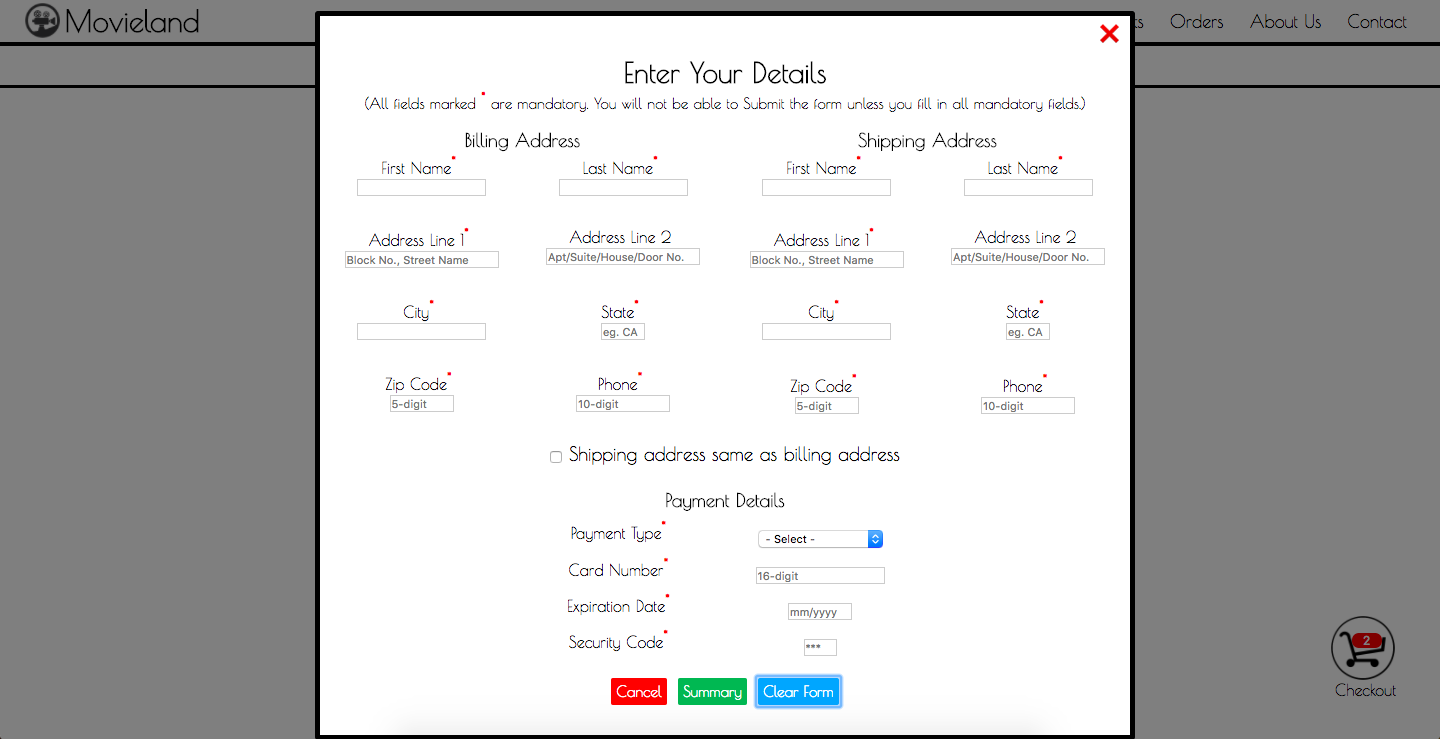 Movieland
ts Orders About Us Contact
Enter Your Details
(All fields marked * are mandatory. You will not be able to Submit the form unless you fill in all mandatory fields.)
Billing Address Shipping Address
First Name* Last Name* First Name* Last Name*
Address Line 1* Address Line 2 Address Line 1* Address Line 2
Block No., Street Name Apt/Suite/House/Door No. Block No., Street Name Apt/Suite/House/Door No.
City* State* City* State*
eg. CA eg. CA
Zip Code* Phone* Zip Code* Phone*
5-digit 10-digit 5-digit 10-digit
Shipping address same as billing address
Payment Details
Payment Type* - Select -
Card Number* 16-digit
Expiration Date* mm/yyyy
Security Code* ***
2
Cancel Summary Clear Form
Checkout